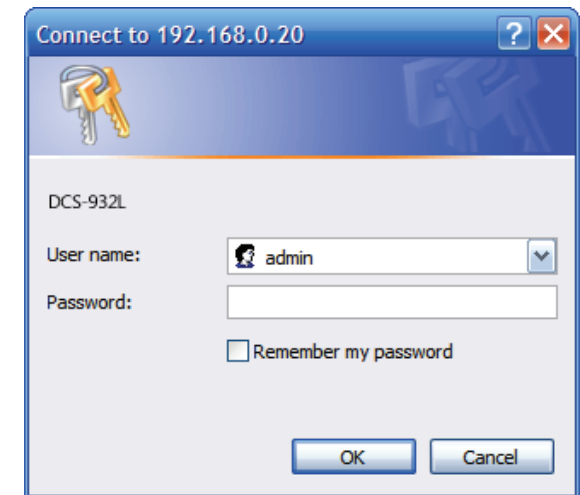 Connect to 192.168.0.20
?
DCS-932L
User name: admin
Password:
Remember my password
OK Cancel